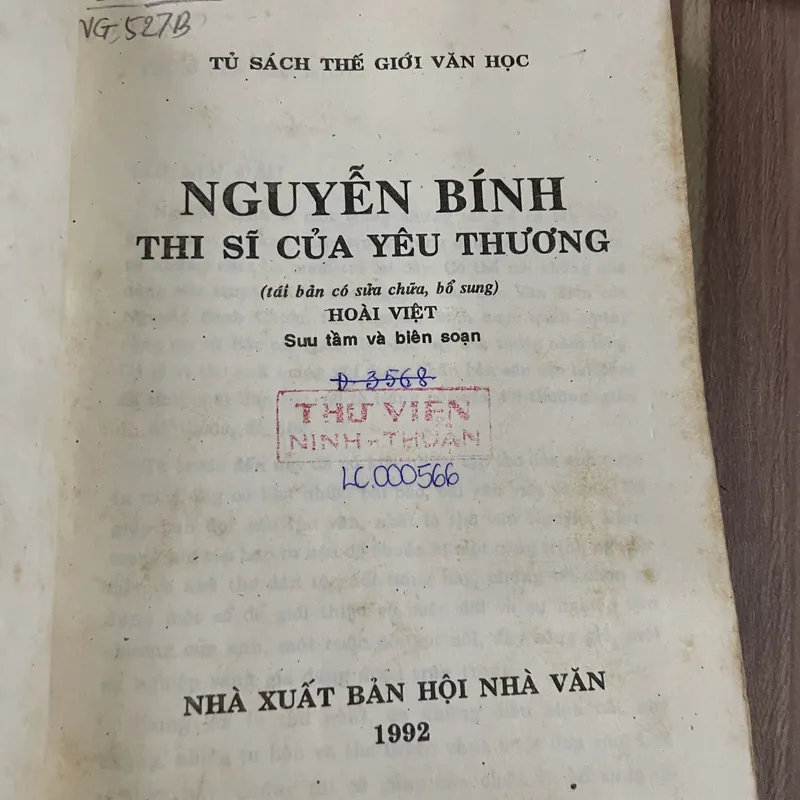 VG.527B
TỦ SÁCH THẾ GIỚI VĂN HỌC
NGUYỄN BÍNH
THI SĨ CỦA YÊU THƯƠNG
(tái bản có sửa chữa, bổ sung)
HOÀI VIỆT
Sưu tầm và biên soạn
Đ 3568
THƯ VIỆN
NINH-THUẬN
LC.000566
NHÀ XUẤT BẢN HỘI NHÀ VĂN
1992